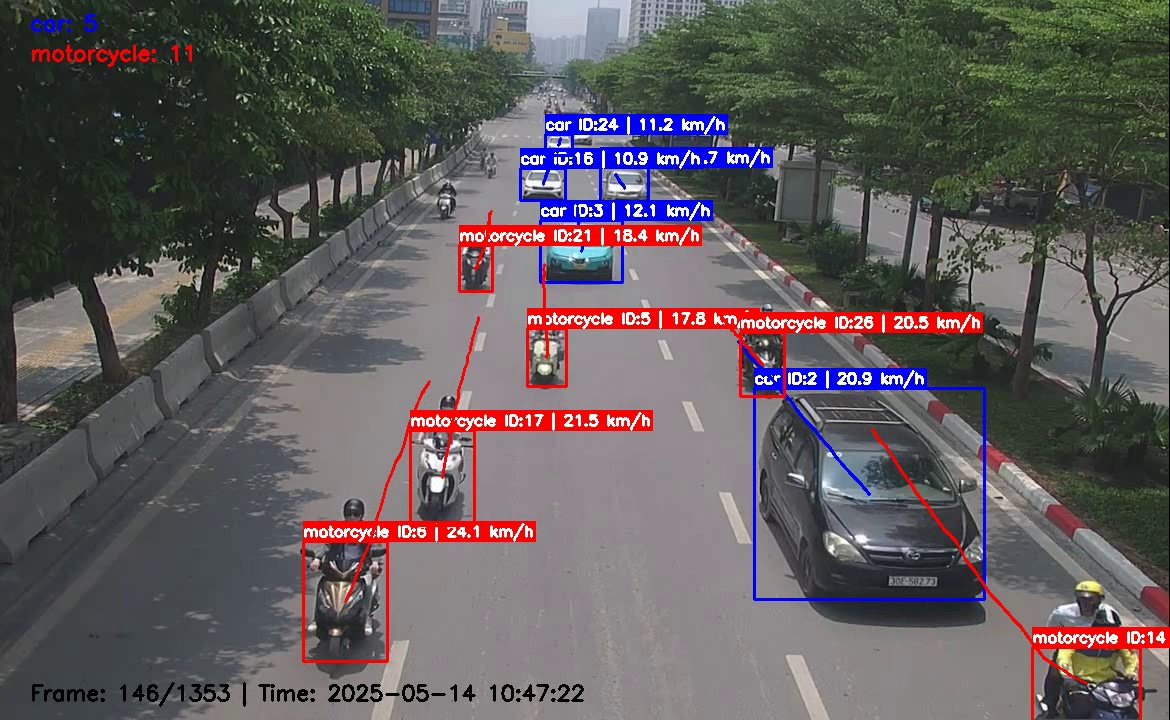 car: 5
motorcycle: 11
car ID:24 | 11.2 km/h
car ID:16 | 10.9 km/h.7 km/h
car ID:3 | 12.1 km/h
motorcycle ID:21 | 18.4 km/h
motorcycle ID:5 | 17.8 km
motorcycle ID:26 | 20.5 km/h
car ID:2 | 20.9 km/h
motorcycle ID:17 | 21.5 km/h
motorcycle ID:6 | 24.1 km/h
30E-582.73
motorcycle ID:14
Frame: 146/1353 | Time: 2025-05-14 10:47:22